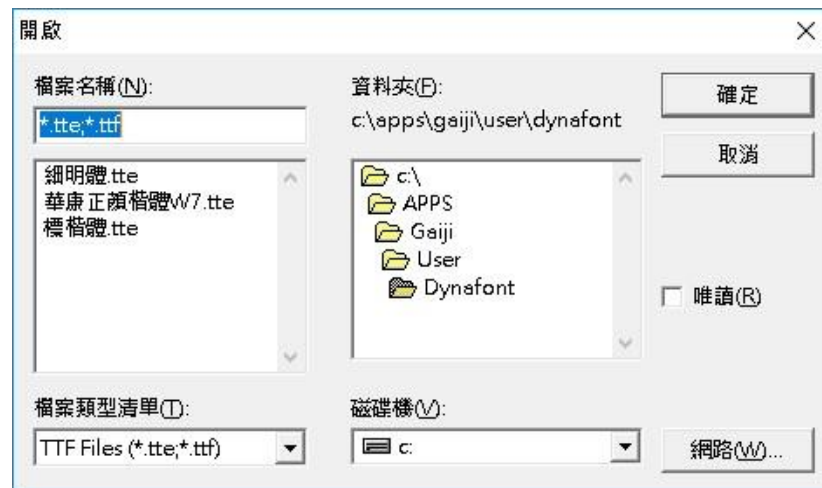 開啟
檔案名稱(N):
*.tte;*.ttf
細明體.tte
華康正顏楷體W7.tte
標楷體.tte
檔案類型清單(T):
TTF Files (*.tte;*.ttf)
資料夾(F):
c:\apps\gaiji\user\dynafont
c:\
APPS
Gaiji
User
Dynafont
磁碟機(V):
c:
確定
取消
唯讀(R)
網路(W)...